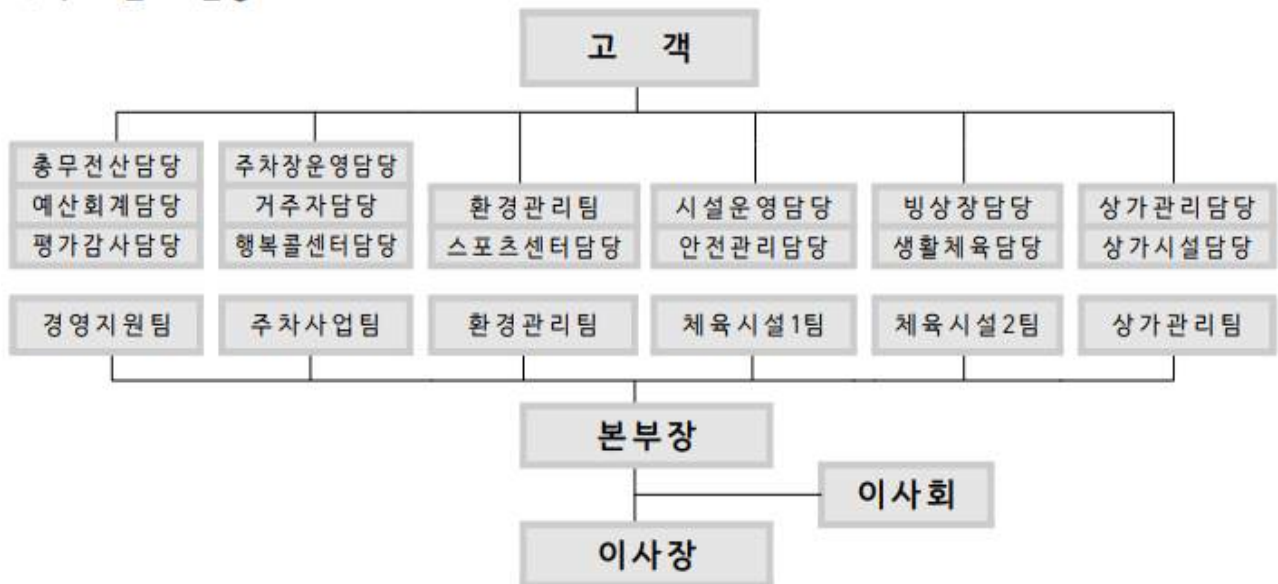 고 객
총무전산담당 주차장운영담당
예산회계담당 거주자담당 환경관리팀 시설운영담당 빙상장담당 상가관리담당
평가감사담당 행복콜센터담당 스포츠센터담당 안전관리담당 생활체육담당 상가시설담당
경영지원팀 주차사업팀 환경관리팀 체육시설1팀 체육시설2팀 상가관리팀
본부장
이사회
이사장